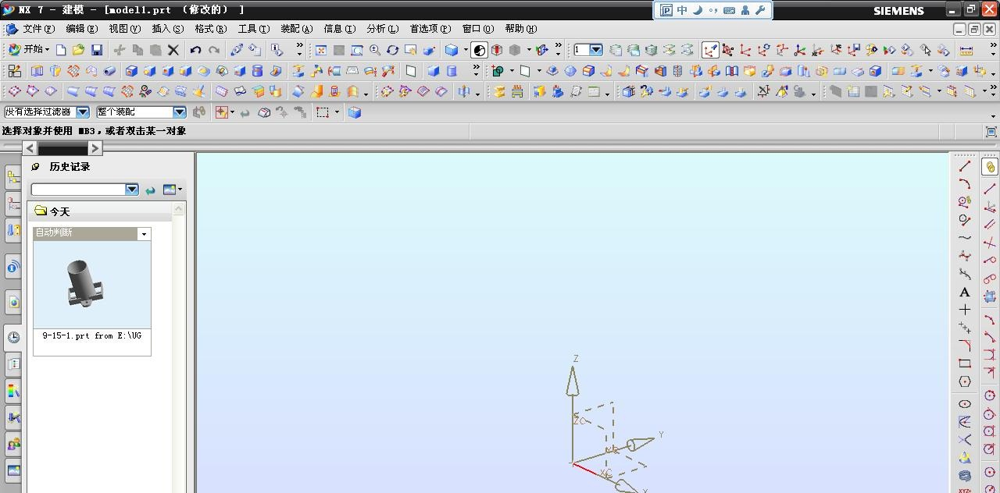 NX 7 - 建模 - [model1.prt （修改的） ]
中
SIEMENS
文件(F) 编辑(E) 视图(V) 插入(S) 格式(R) 工具(T) 装配(A) 信息(I) 分析(L) 首选项(P) 窗口(O) 帮助(H)
开始
1
没有选择过滤器 整个装配
选择对象并使用 MB3，或者双击某一对象
历史记录
今天
自动判断
9-15-1.prt from E:\UG
A
Z
ZC
Y
XC
X
XYZ=